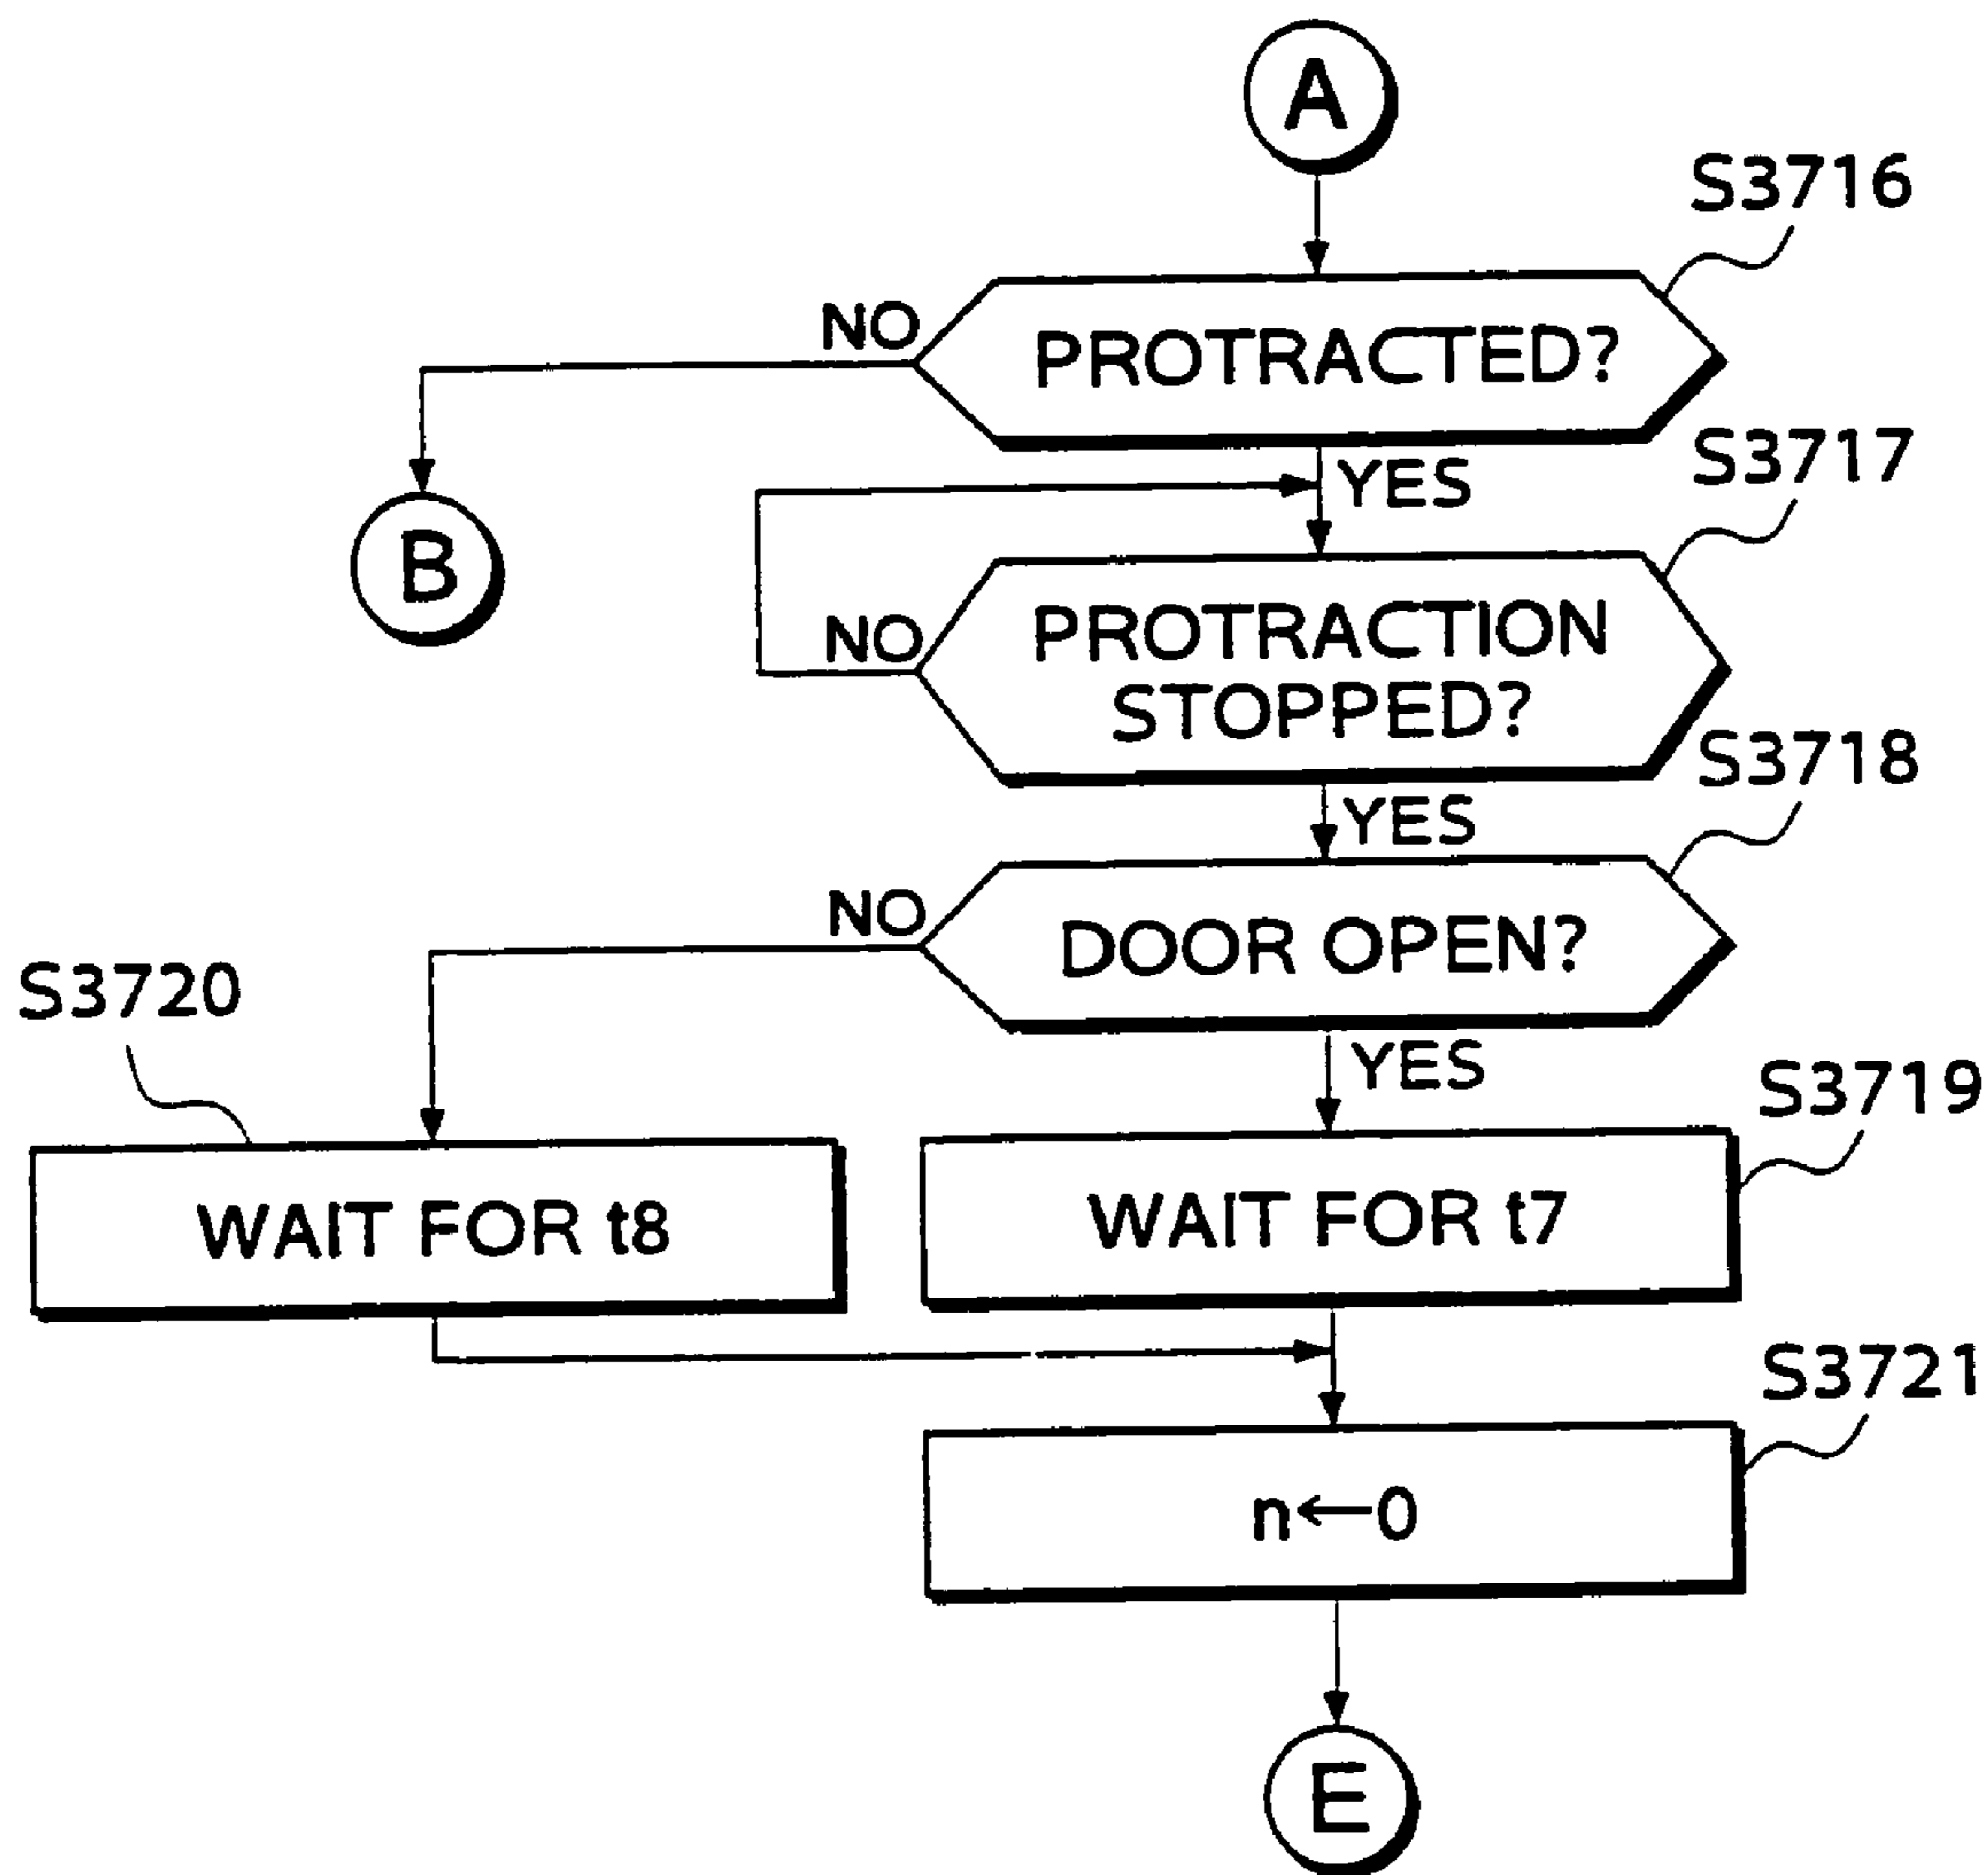 A
S3716
NO
PROTRACTED?
S3717
YES
B
NO
PROTRACTION
STOPPED?
S3718
YES
NO
DOOR OPEN?
S3720
YES
S3719
WAIT FOR t8
WAIT FOR t7
S3721
n←0
E